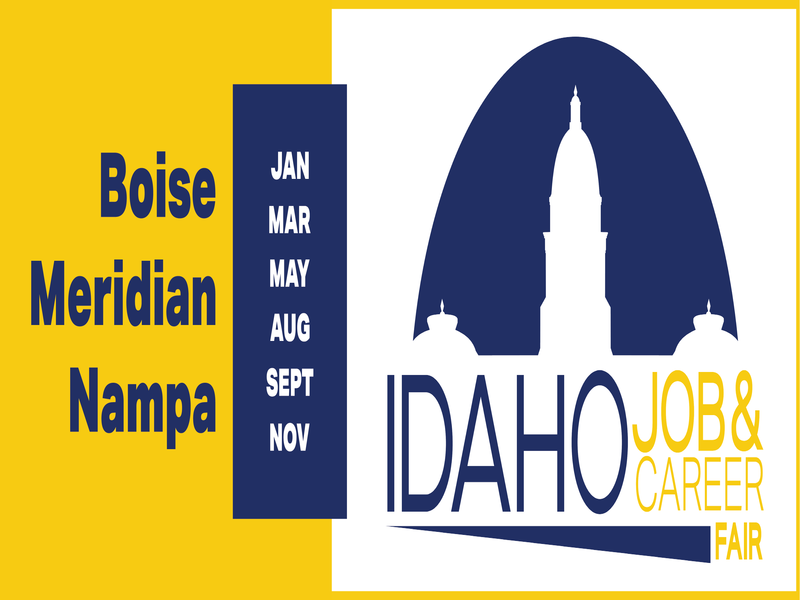 Boise
Meridian
Nampa
JAN
MAR
MAY
AUG
SEPT
NOV
IDAHO JOB &
CAREER
FAIR